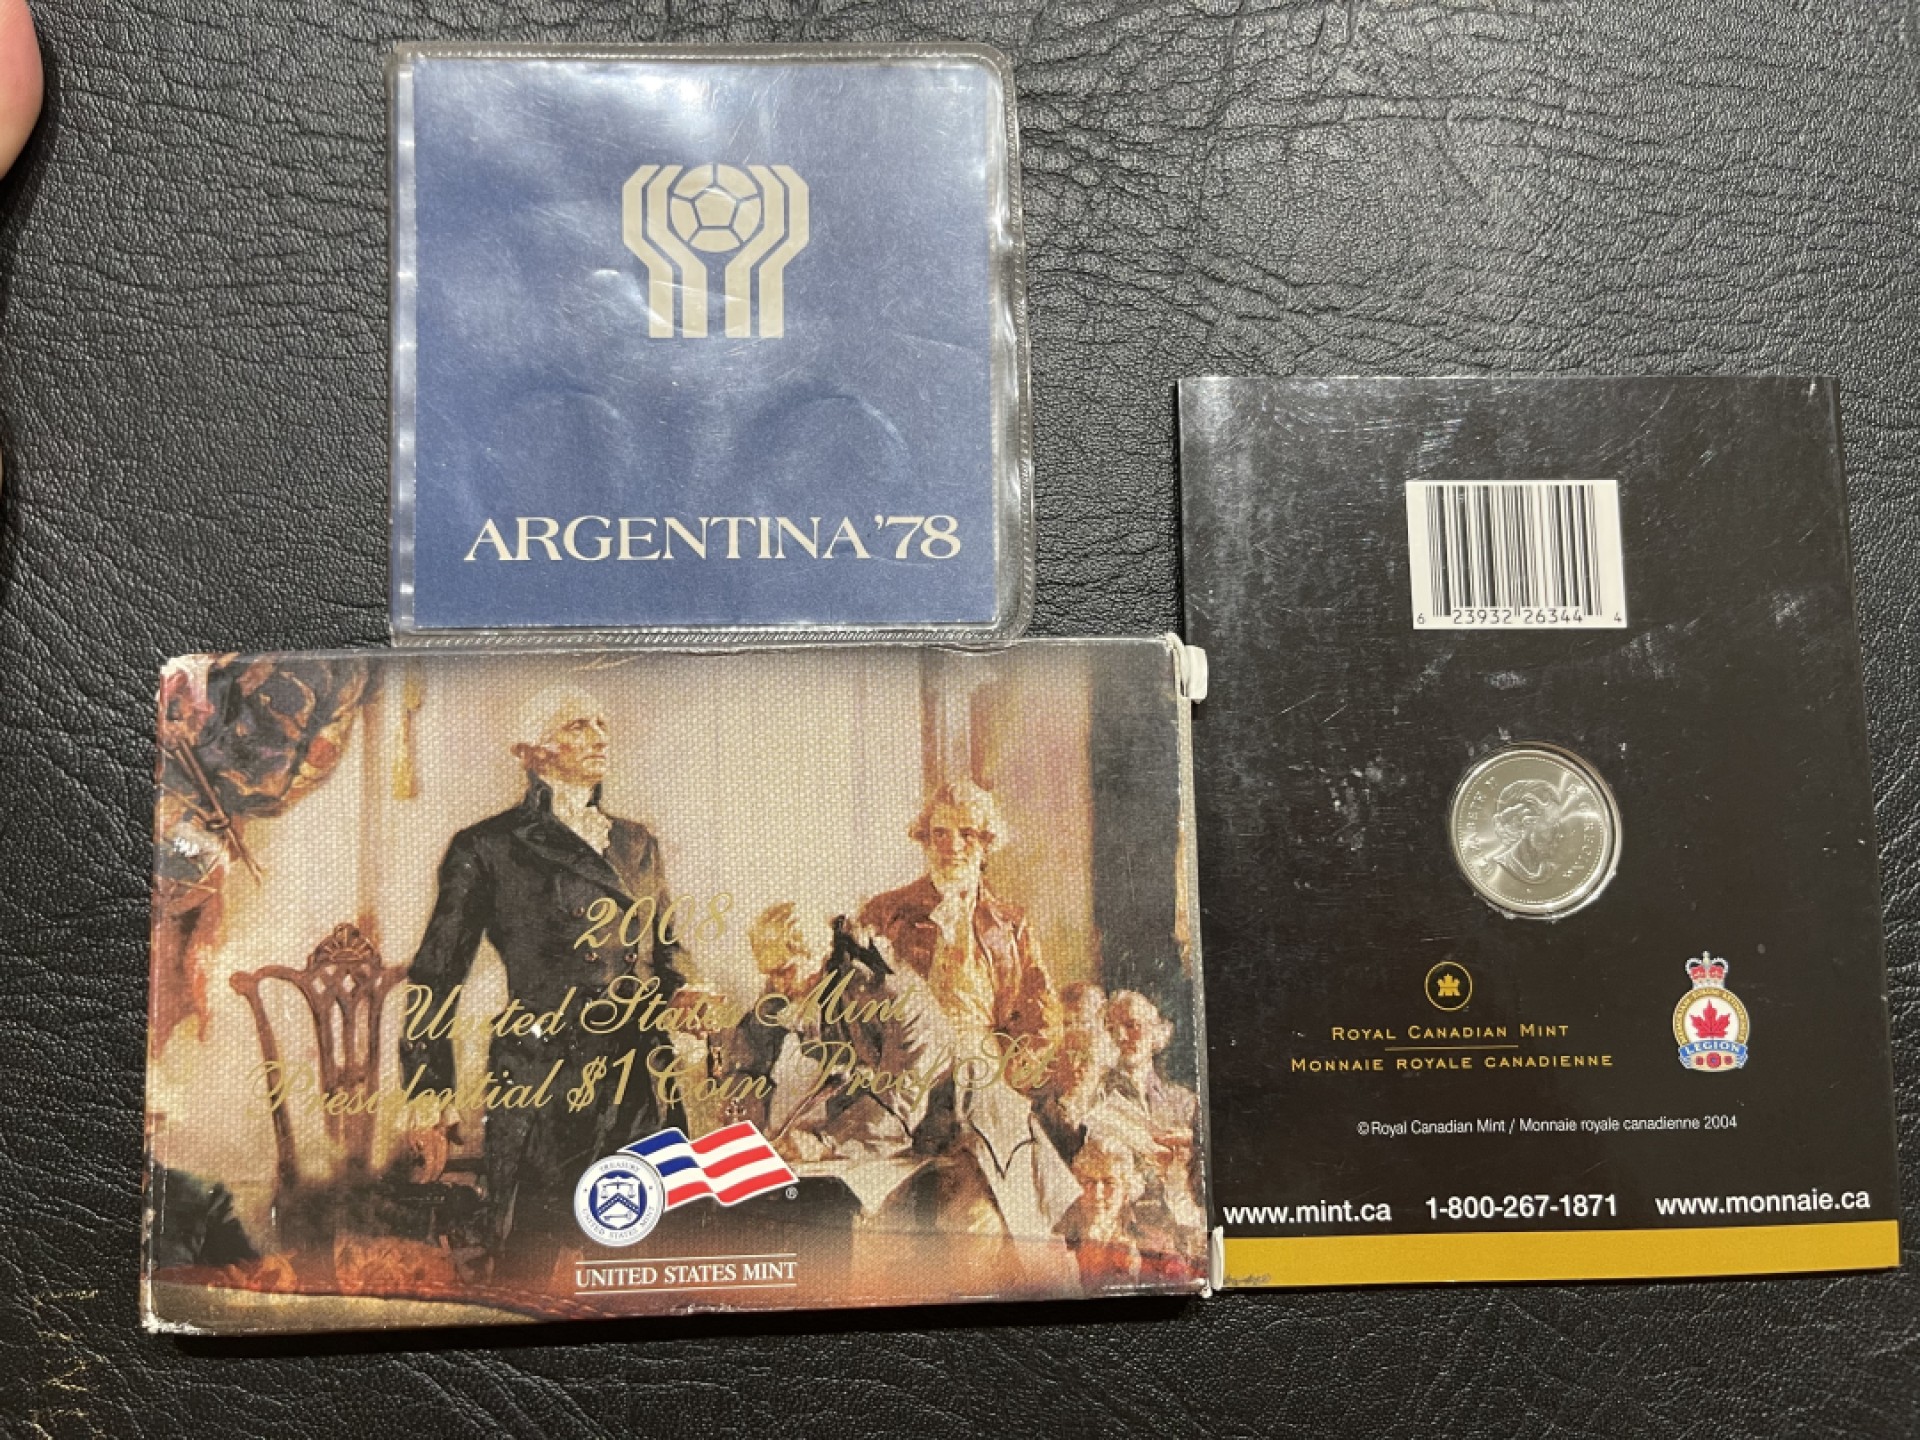 ARGENTINA '78
2008
United States Mint
Presidential $1 Coin Proof Set™
UNITED STATES MINT
6 23932 26344 4
ROYAL CANADIAN MINT
MONNAIE ROYALE CANADIENNE
LEGION
© Royal Canadian Mint / Monnaie royale canadienne 2004
www.mint.ca 1-800-267-1871 www.monnaie.ca